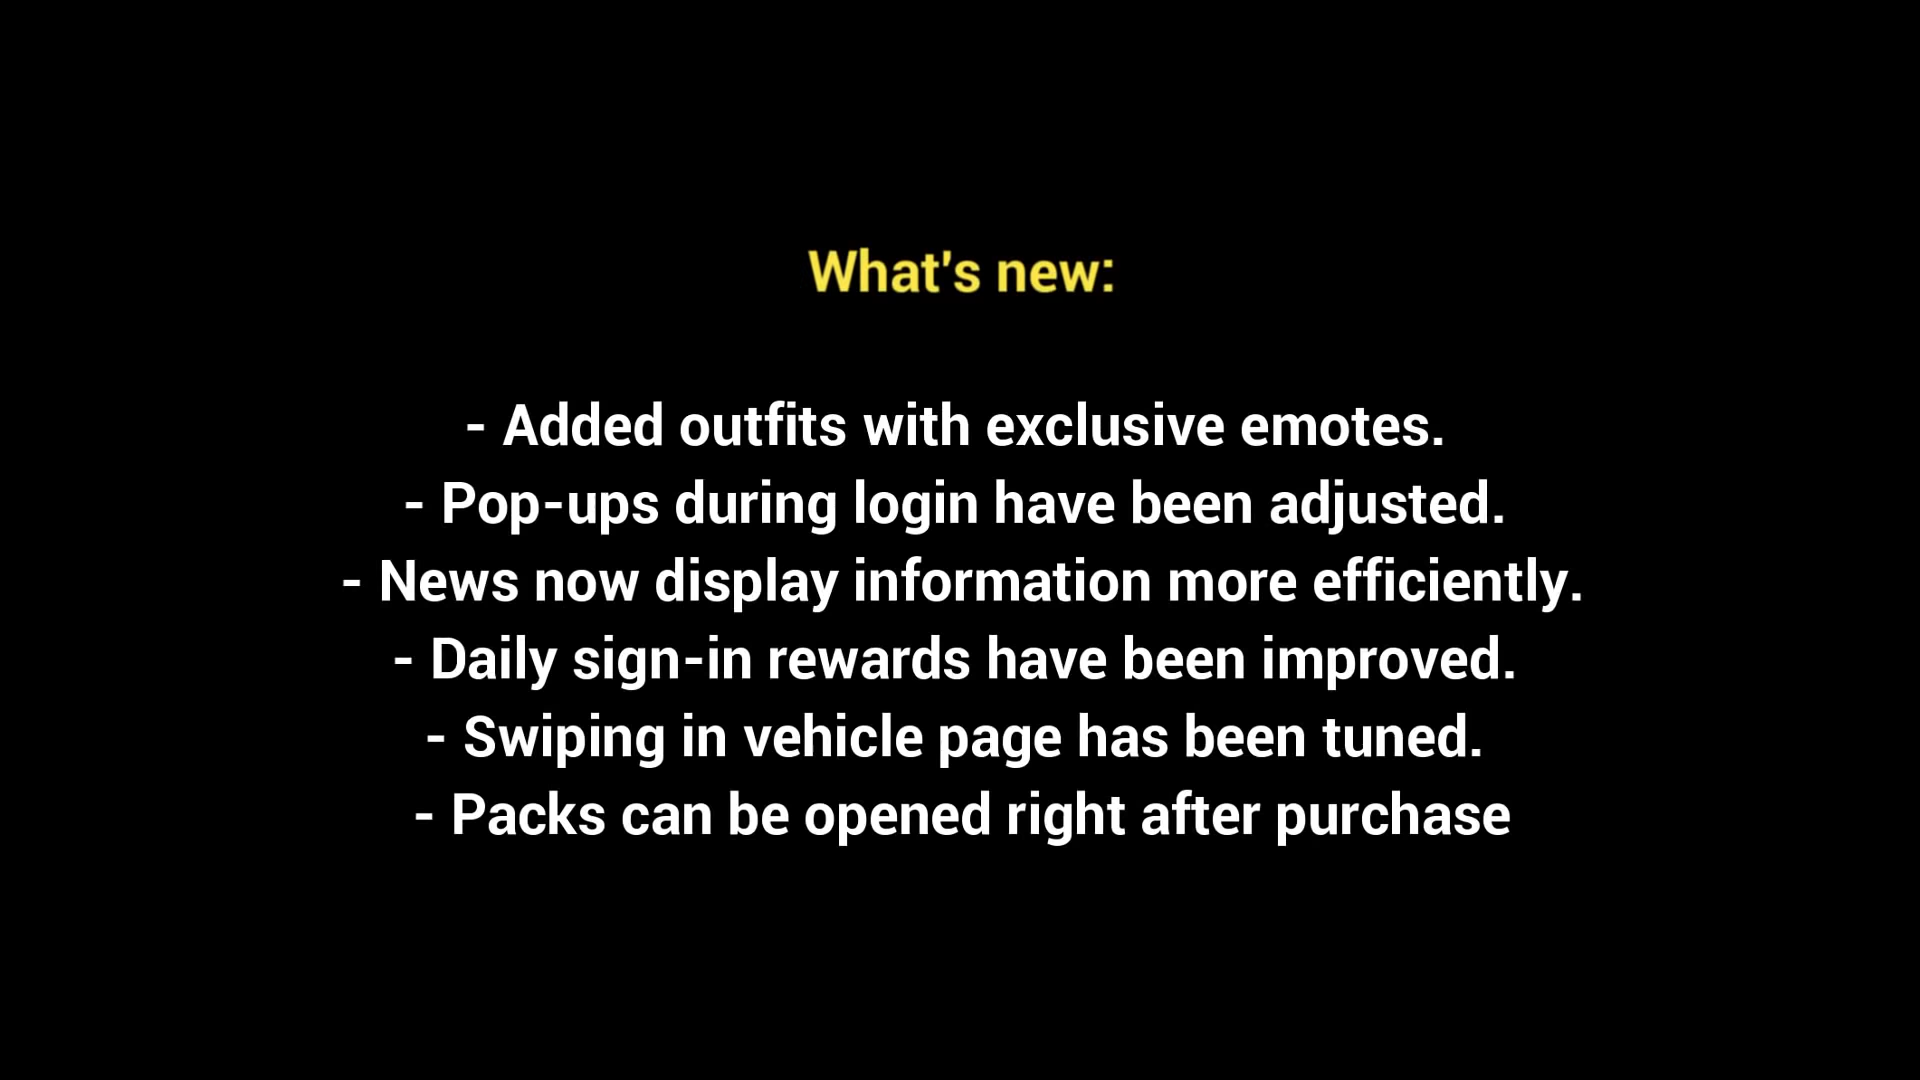 What's new:
- Added outfits with exclusive emotes.
- Pop-ups during login have been adjusted.
- News now display information more efficiently.
- Daily sign-in rewards have been improved.
- Swiping in vehicle page has been tuned.
- Packs can be opened right after purchase